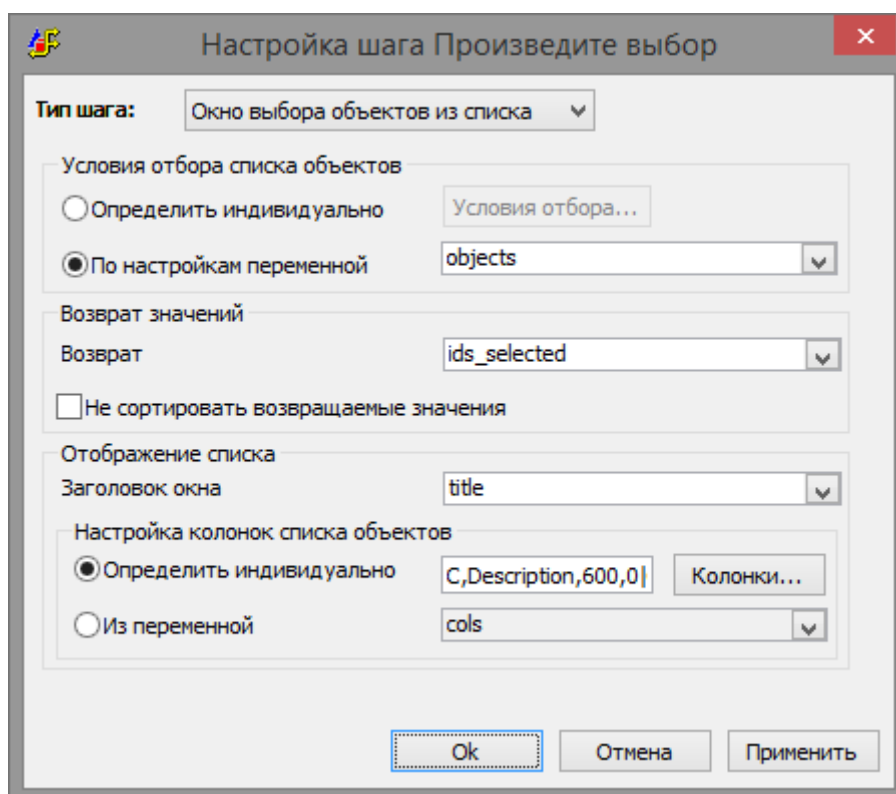 Настройка шага Произведите выбор
Тип шага: Окно выбора объектов из списка
Условия отбора списка объектов
Определить индивидуально Условия отбора...
По настройкам переменной objects
Возврат значений
Возврат ids_selected
Не сортировать возвращаемые значения
Отображение списка
Заголовок окна title
Настройка колонок списка объектов
Определить индивидуально C,Description,600,0| Колонки...
Из переменной cols
Ok Отмена Применить